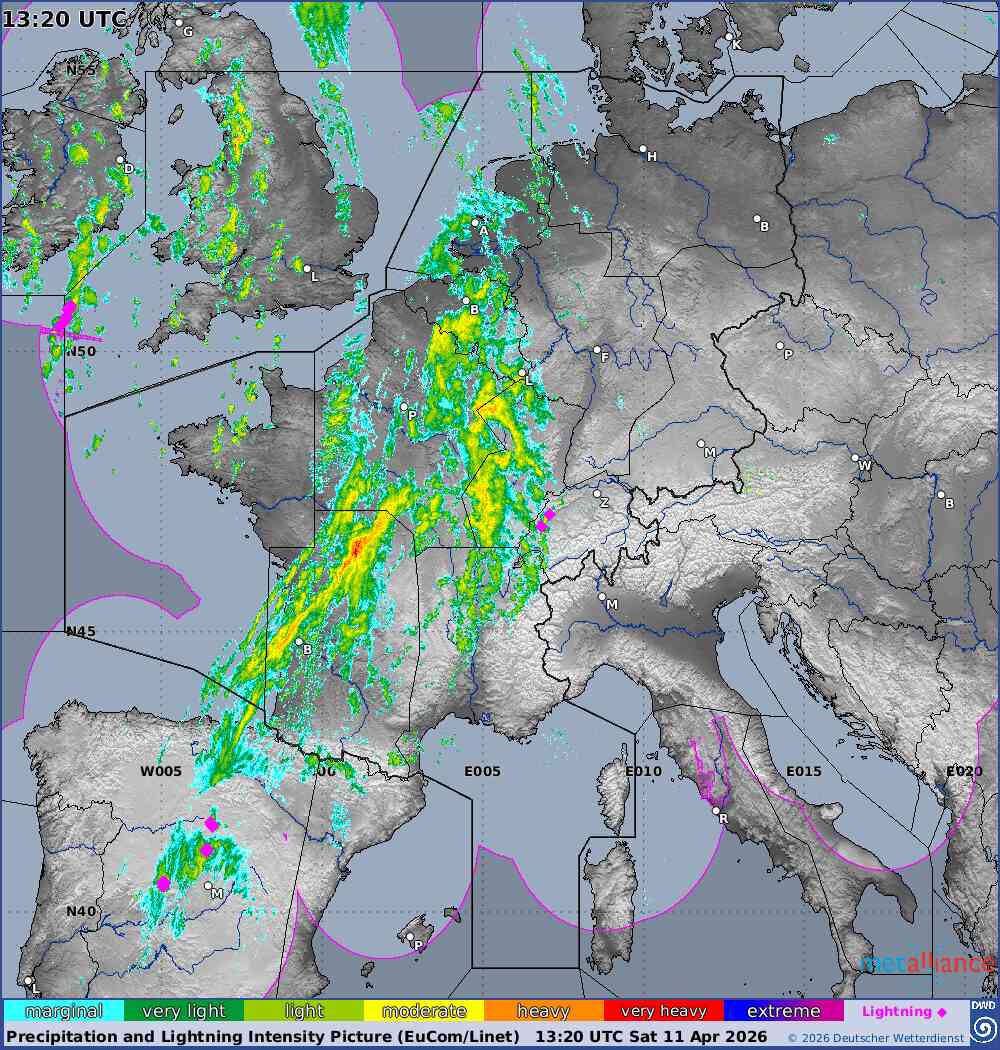 13:20 UTC
G
K
N55
H
D
B
A
L
B
N50
P
F
L
P
M
W
Z
B
M
N45
B
W005
00
E005
E010
E015
E020
R
M
N40
P
metalliance
L
marginal very light light moderate heavy very heavy extreme Lightning
DWD
Precipitation and Lightning Intensity Picture (EuCom/Linet) 13:20 UTC Sat 11 Apr 2026 © 2026 Deutscher Wetterdienst